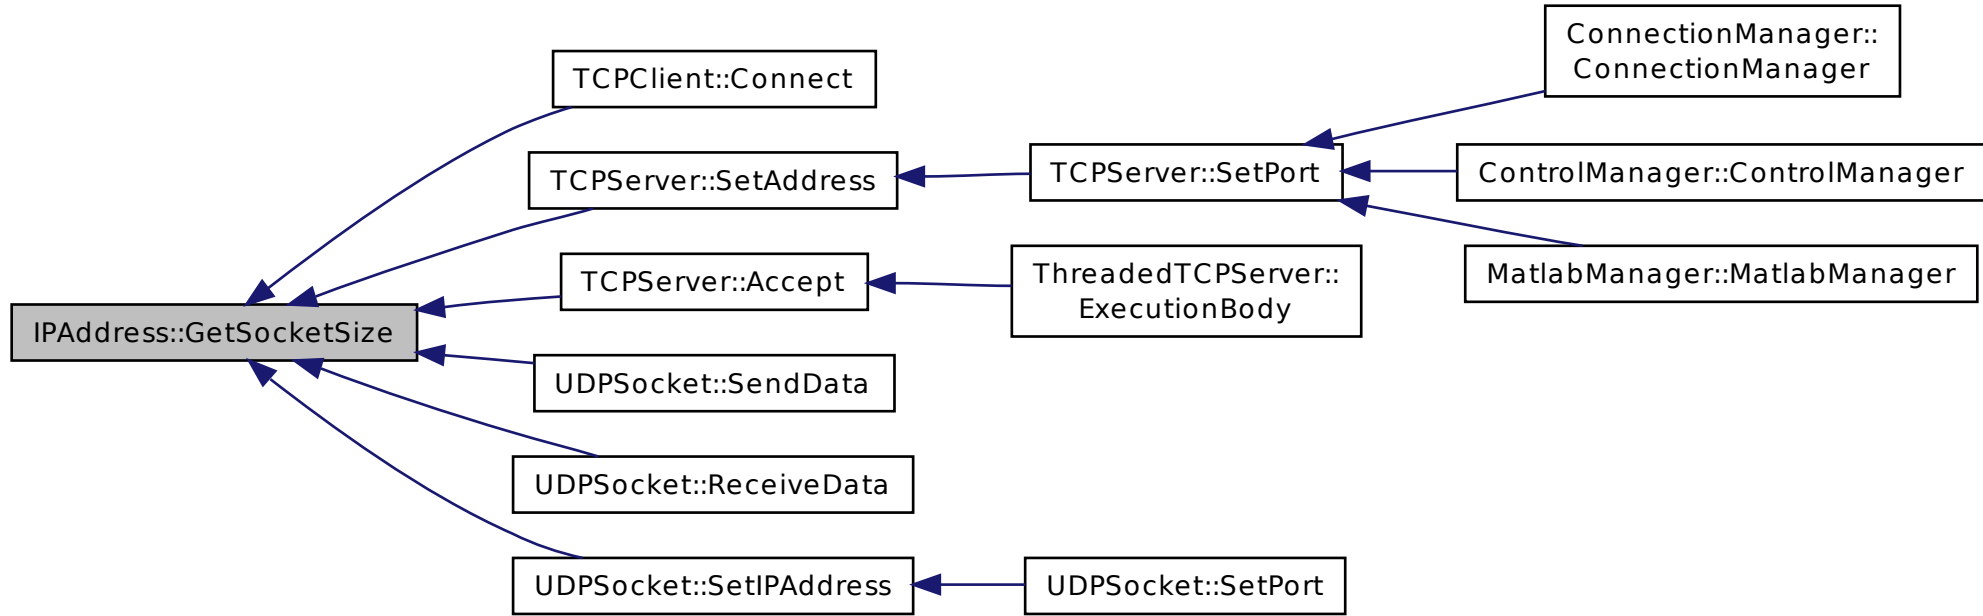 ConnectionManager::
ConnectionManager
TCPClient::Connect
TCPServer::SetAddress
TCPServer::SetPort
ControlManager::ControlManager
TCPServer::Accept
ThreadedTCPServer::
ExecutionBody
MatlabManager::MatlabManager
IPAddress::GetSocketSize
UDPSocket::SendData
UDPSocket::ReceiveData
UDPSocket::SetIPAddress
UDPSocket::SetPort